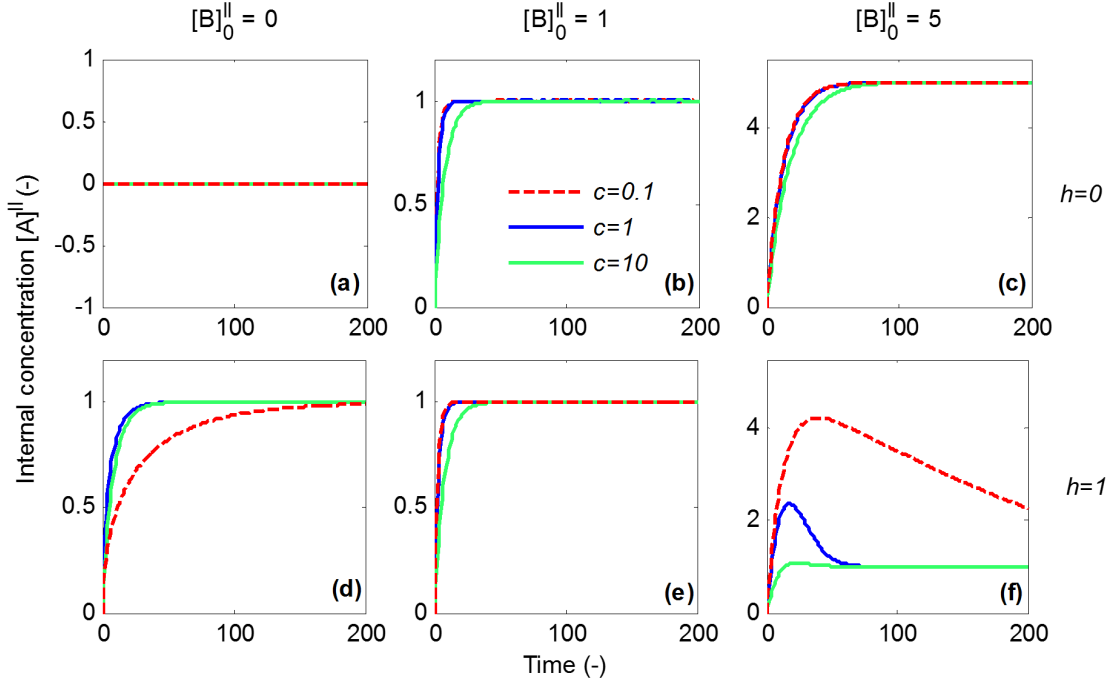 [B]₀ᴵᴵ = 0 [B]₀ᴵᴵ = 1 [B]₀ᴵᴵ = 5
Internal concentration [A]ᴵᴵ (-)
1
0.5
0
-0.5
-1
0 100 200
(a)
1
0.5
0
0 100 200
c=0.1
c=1
c=10
(b)
4
2
0
0 100 200
(c)
h=0
1
0.5
0
0 100 200
(d)
1
0.5
0
0 100 200
(e)
4
2
0
0 100 200
(f)
h=1
Time (-)